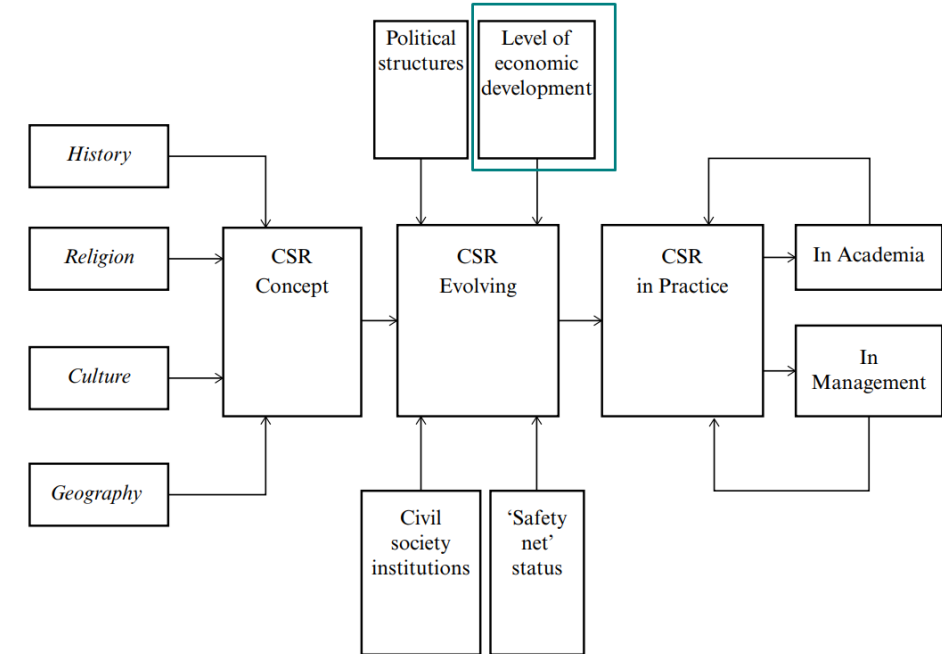 Political
structures
Level of
economic
development
History
Religion
Culture
Geography
CSR
Concept
CSR
Evolving
CSR
in Practice
In Academia
In
Management
Civil
society
institutions
‘Safety
net’
status